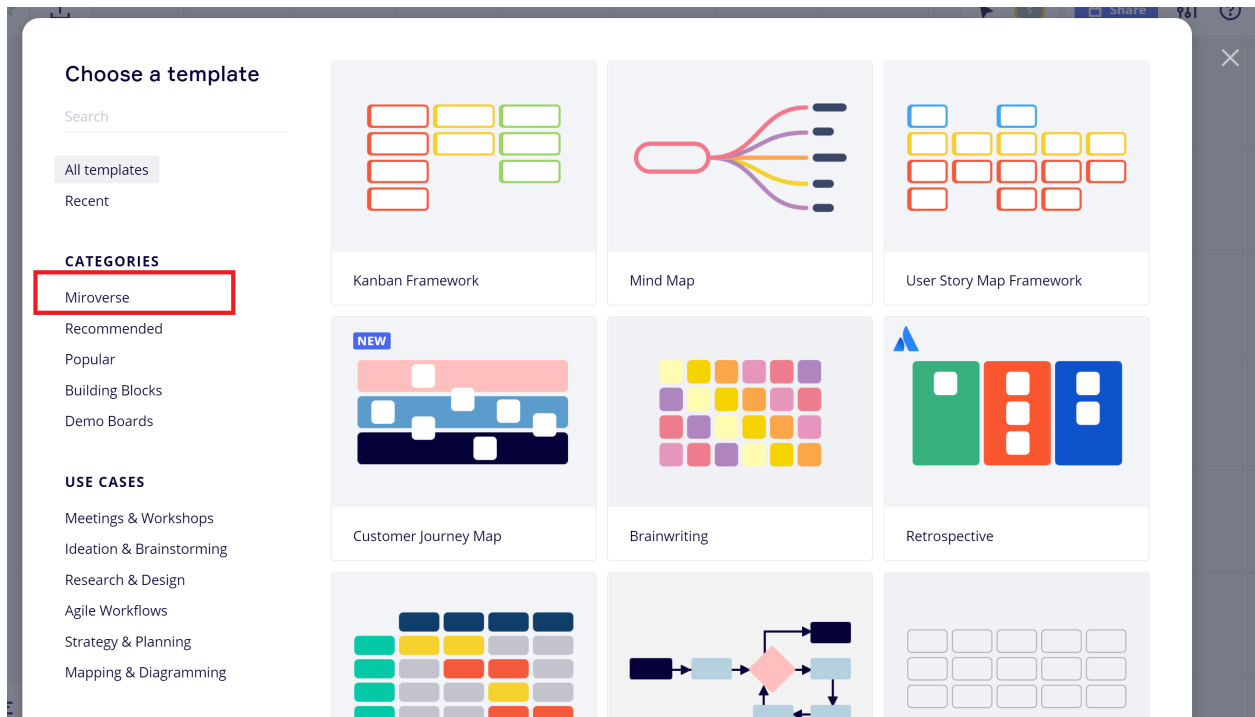 Share
Choose a template
Search
All templates
Recent
CATEGORIES
Miroverse
Recommended
Popular
Building Blocks
Demo Boards
USE CASES
Meetings & Workshops
Ideation & Brainstorming
Research & Design
Agile Workflows
Strategy & Planning
Mapping & Diagramming
Kanban Framework
Mind Map
User Story Map Framework
NEW
Customer Journey Map
Brainwriting
Retrospective